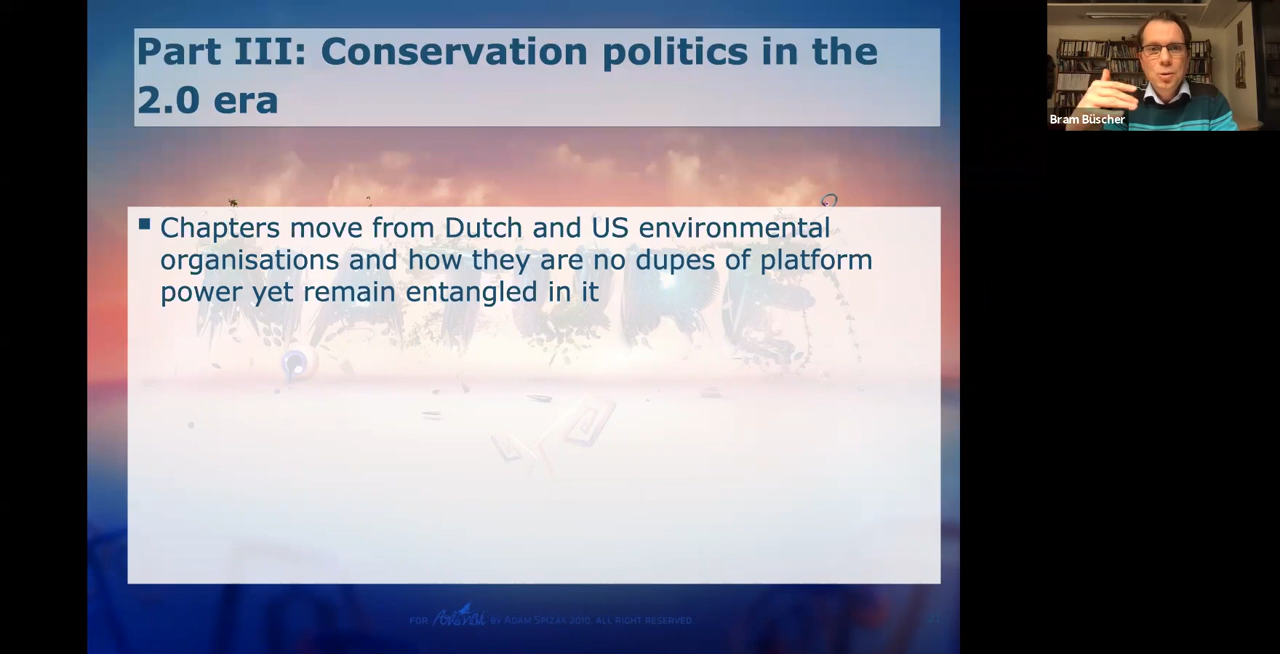 Part III: Conservation politics in the
2.0 era
Bram Büscher
▪ Chapters move from Dutch and US environmental
organisations and how they are no dupes of platform
power yet remain entangled in it
NATURE
FOR BY ADAM SPIZAK 2010. ALL RIGHT RESERVED.